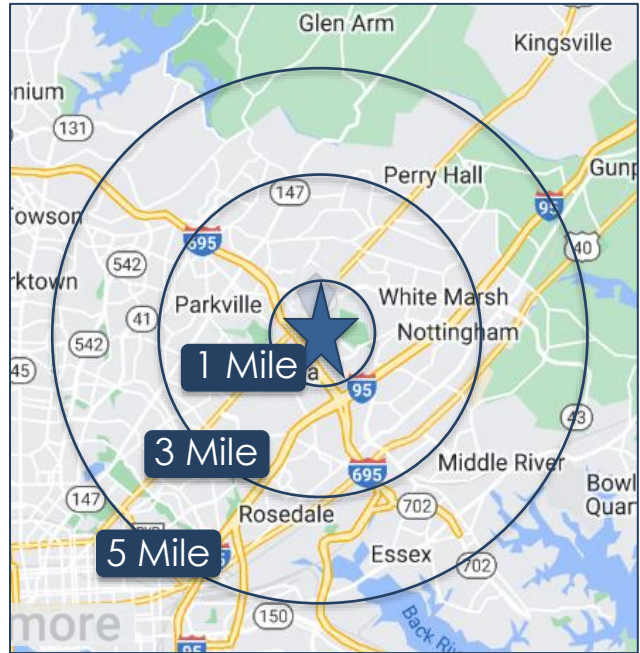 Glen Arm
Kingsville
nium
131
147
Perry Hall
Gunp
95
owson
695
40
542
rktown
Parkville
White Marsh
41
Nottingham
542
1 Mile
a
45
95
43
3 Mile
695
Middle River
147
702
Bowl
Quar
Rosedale
5 Mile
Essex
702
150
more
Back Riv
95